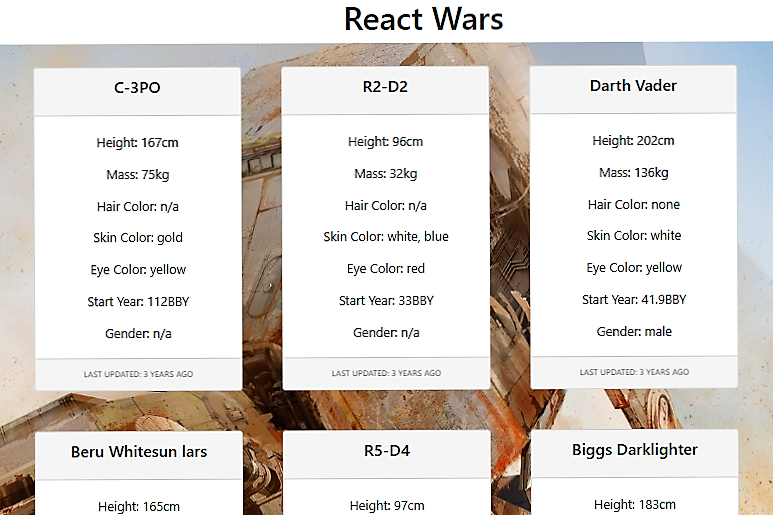 React Wars
C-3PO
Height: 167cm
Mass: 75kg
Hair Color: n/a
Skin Color: gold
Eye Color: yellow
Start Year: 112BBY
Gender: n/a
LAST UPDATED: 3 YEARS AGO
R2-D2
Height: 96cm
Mass: 32kg
Hair Color: n/a
Skin Color: white, blue
Eye Color: red
Start Year: 33BBY
Gender: n/a
LAST UPDATED: 3 YEARS AGO
Darth Vader
Height: 202cm
Mass: 136kg
Hair Color: none
Skin Color: white
Eye Color: yellow
Start Year: 41.9BBY
Gender: male
LAST UPDATED: 3 YEARS AGO
Beru Whitesun lars
Height: 165cm
R5-D4
Height: 97cm
Biggs Darklighter
Height: 183cm